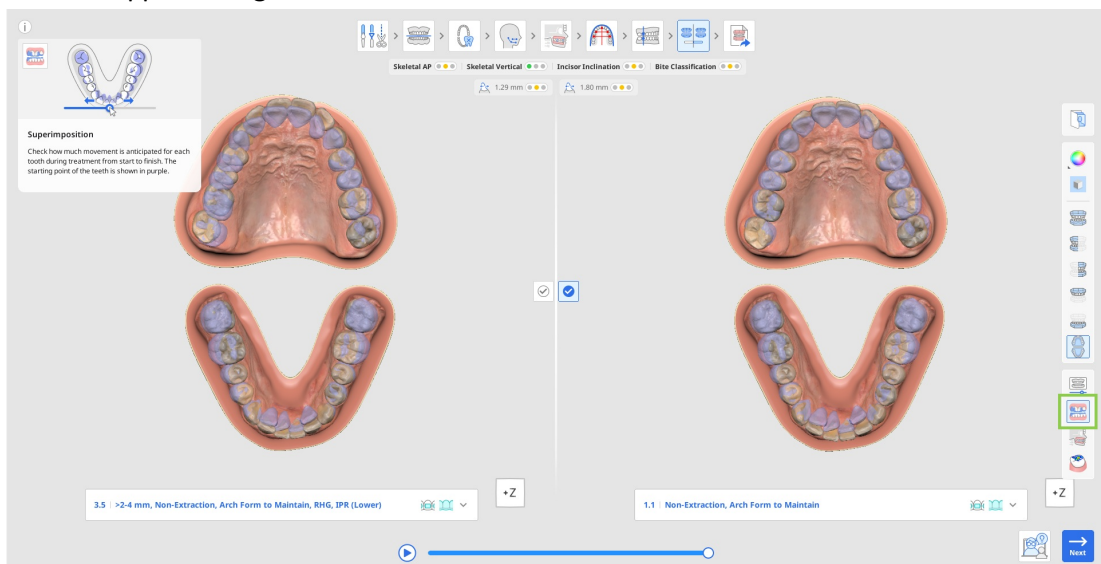 Skeletal AP Skeletal Vertical Incisor Inclination Bite Classification
1.29 mm 1.80 mm
Superimposition
Check how much movement is anticipated for each
tooth during treatment from start to finish. The
starting point of the teeth is shown in purple.
3.5 | >2-4 mm, Non-Extraction, Arch Form to Maintain, RHG, IPR (Lower)
+Z
1.1 | Non-Extraction, Arch Form to Maintain
+Z
Next